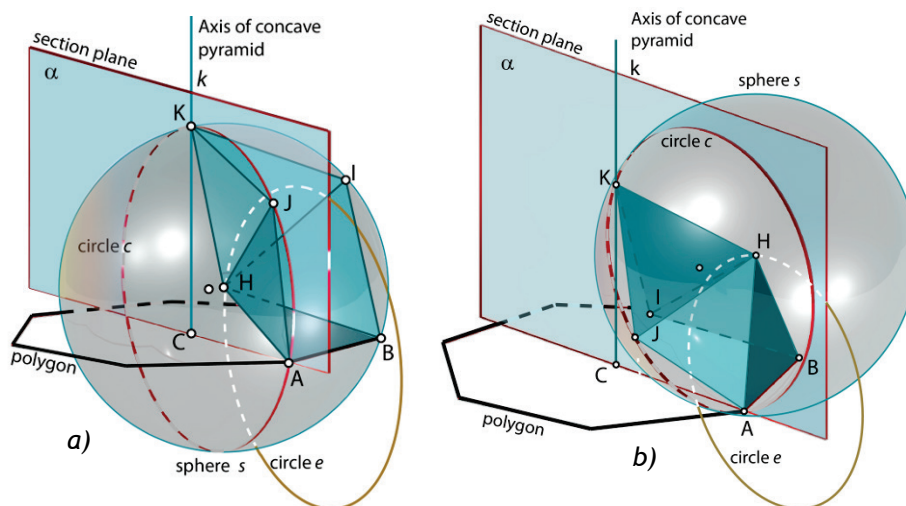 Axis of concave
pyramid
section plane
α
k
K
I
J
circle c
H
C
B
A
polygon
a)
sphere s
circle e
Axis of concave
pyramid
section plane
k
α
sphere s
circle c
K
H
I
J
B
C
A
polygon
circle e
b)